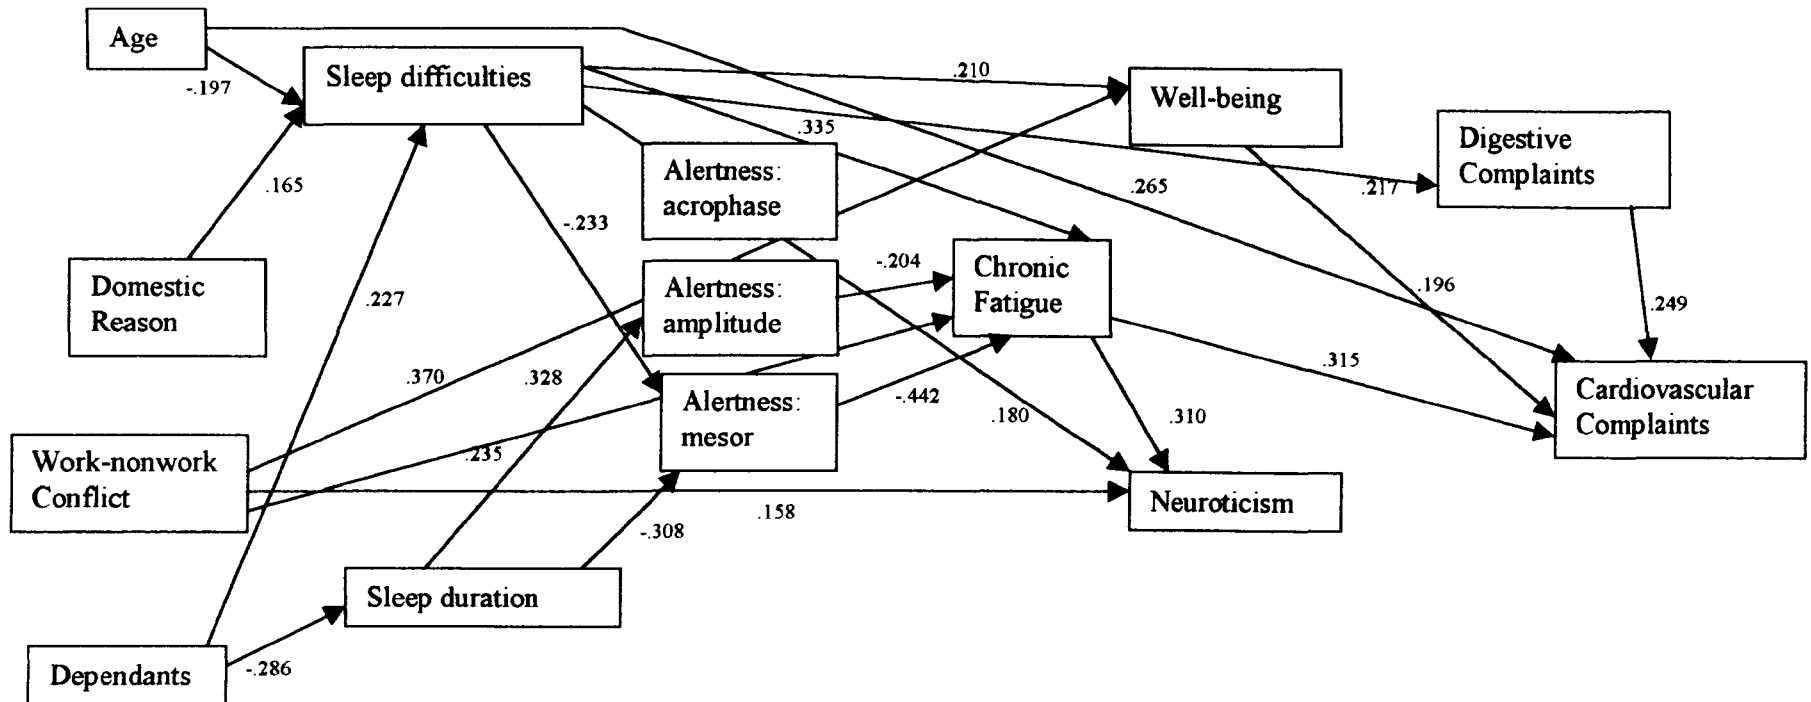 Age
-.197
Sleep difficulties
.210
Well-being
Digestive
Complaints
.335
Alertness:
acrophase
.165
.265
.217
-.233
Domestic
Reason
.227
Alertness:
amplitude
-.204
Chronic
Fatigue
.196
.249
.370
.328
Alertness:
mesor
-.442
.180
.310
.315
Cardiovascular
Complaints
Work-nonwork
Conflict
.235
.158
Neuroticism
-.308
Sleep duration
Dependants
-.286